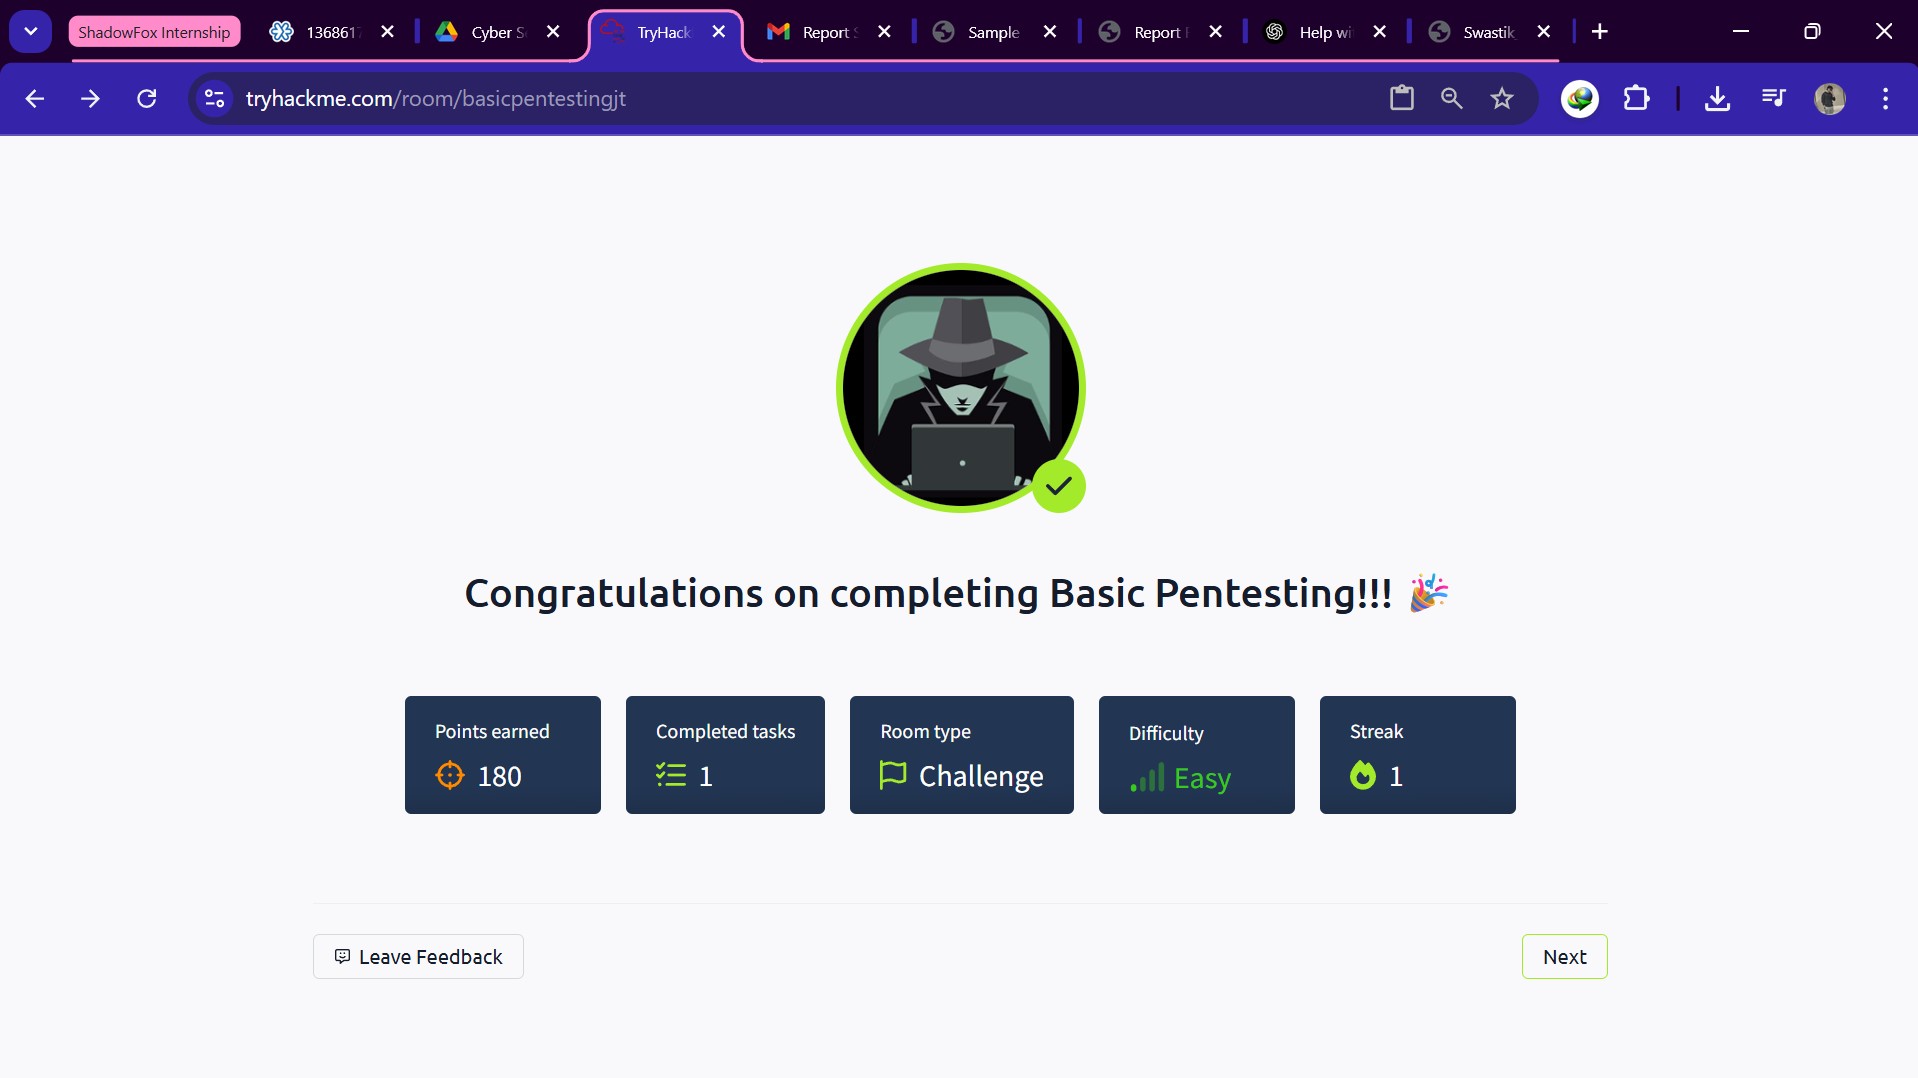 ShadowFox Internship
136861
Cyber S
TryHack
Report
Sample
Report
Help wi
Swastik
tryhackme.com/room/basicpentestingjt
Congratulations on completing Basic Pentesting!!! 🎉
Points earned
180
Completed tasks
1
Room type
Challenge
Difficulty
Easy
Streak
1
Leave Feedback
Next